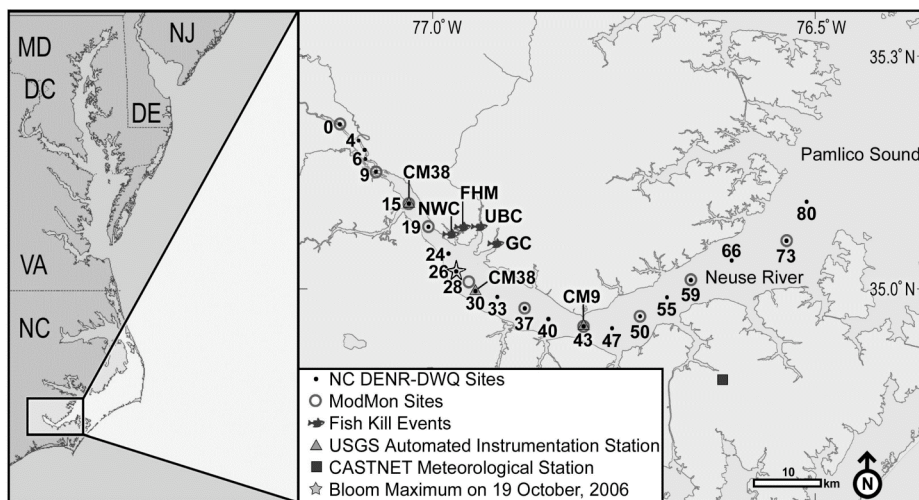 MD
DC
NJ
DE
VA
NC
77.0°W
76.5°W
35.3°N
35.0°N
Pamlico Sound
Neuse River
0
4
6
9
CM38
15
19
NWC
FHM
UBC
GC
24
26
28
CM38
30
33
37
40
CM9
43
47
50
55
59
66
73
80
NC DENR-DWQ Sites
ModMon Sites
Fish Kill Events
USGS Automated Instrumentation Station
CASTNET Meteorological Station
Bloom Maximum on 19 October, 2006
10
km
N